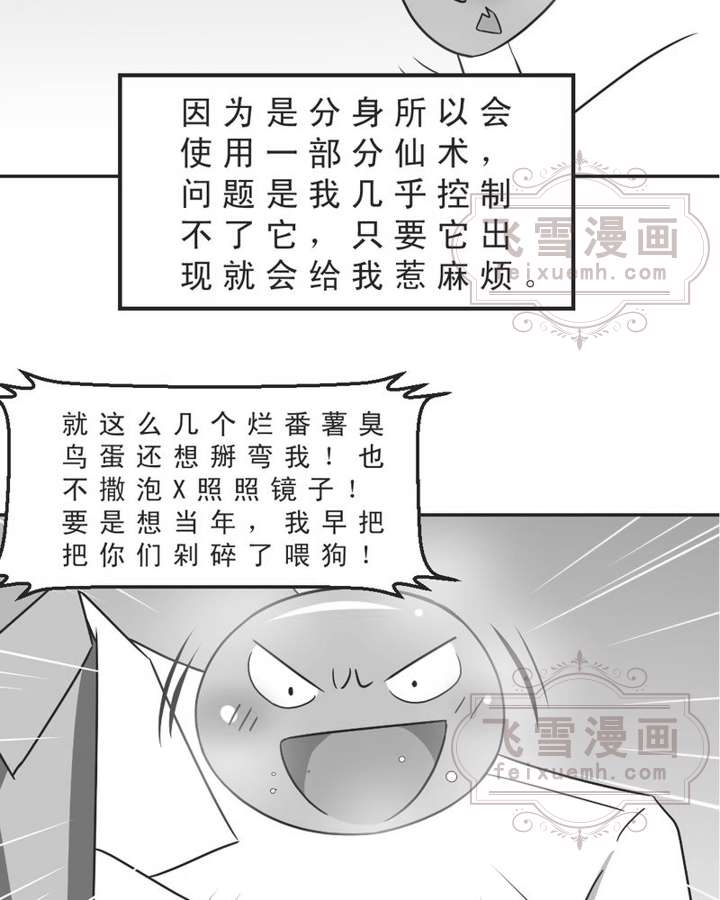 因为是分身所以会
使用一部分仙术，
问题是我几乎控制
不了它，只要它出
现就会给我惹麻烦。
飞雪漫画
feixuemh.com
就这么几个烂番薯臭
鸟蛋还想掰弯我！也
不撒泡X照照镜子！
要是想当年，我早把
把你们剁碎了喂狗！
飞雪漫画
feixuemh.com